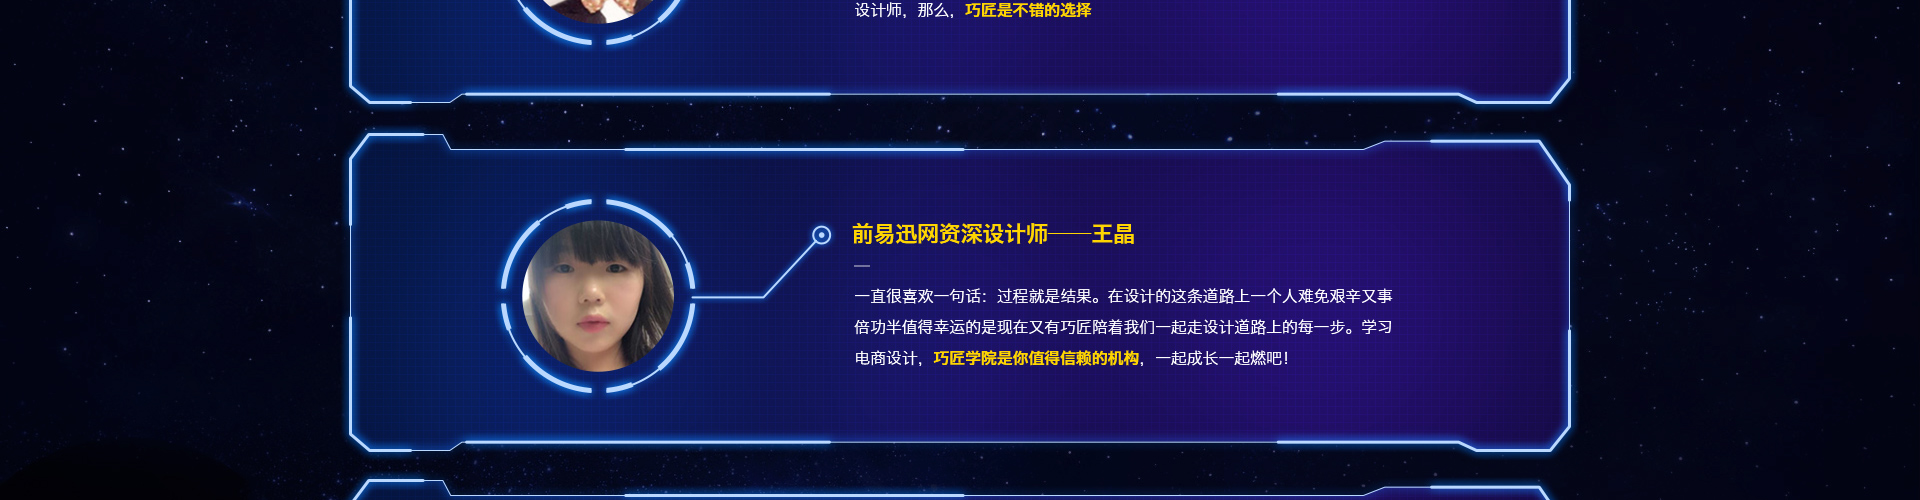 设计师，那么，巧匠是不错的选择
前易迅网资深设计师——王晶
一直很喜欢一句话：过程就是结果。在设计的这条道路上一个人难免艰辛又事
倍功半值得幸运的是现在又有巧匠陪着我们一起走设计道路上的每一步。学习
电商设计，巧匠学院是你值得信赖的机构，一起成长一起燃吧！